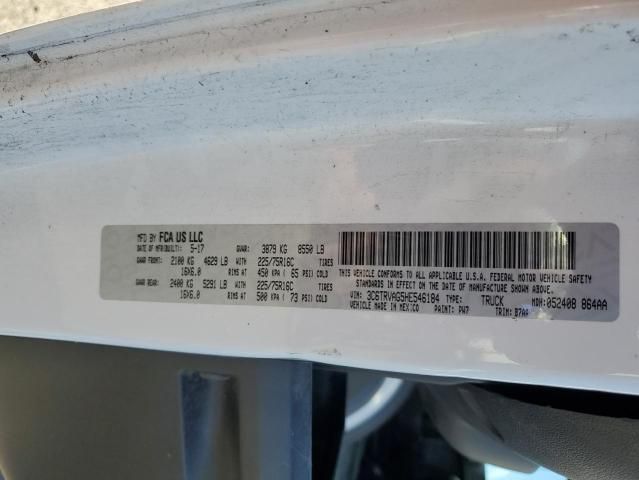 MFD BY FCA US LLC
DATE OF MFR(BUILT): 5-17 GVWR: 3879 KG 8550 LB
GAWR FRONT: 2100 KG 4629 LB WITH 225/75R16C TIRES
16X6.0 RIMS AT 450 KPA ( 65 PSI) COLD
GAWR REAR: 2400 KG 5291 LB WITH 225/75R16C TIRES
16X6.0 RIMS AT 500 KPA ( 73 PSI) COLD
THIS VEHICLE CONFORMS TO ALL APPLICABLE U.S.A. FEDERAL MOTOR VEHICLE SAFETY
STANDARDS IN EFFECT ON THE DATE OF MANUFACTURE SHOWN ABOVE.
VIN: 3C6TRVAG5HE546184 TRUCK MDH:052408 864AA
VEHICLE MADE IN MEXICO PAINT: PW7 TRIM: B7AA